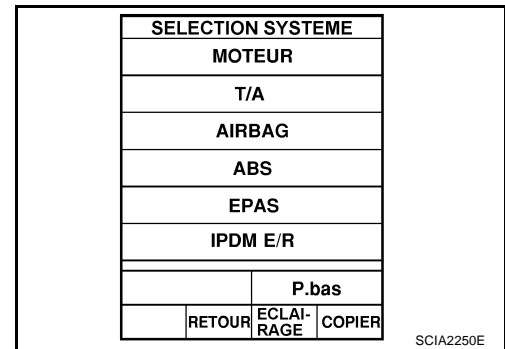 SELECTION SYSTEME
MOTEUR
T/A
AIRBAG
ABS
EPAS
IPDM E/R
P.bas
RETOUR ECLAI-RAGE COPIER
SCIA2250E